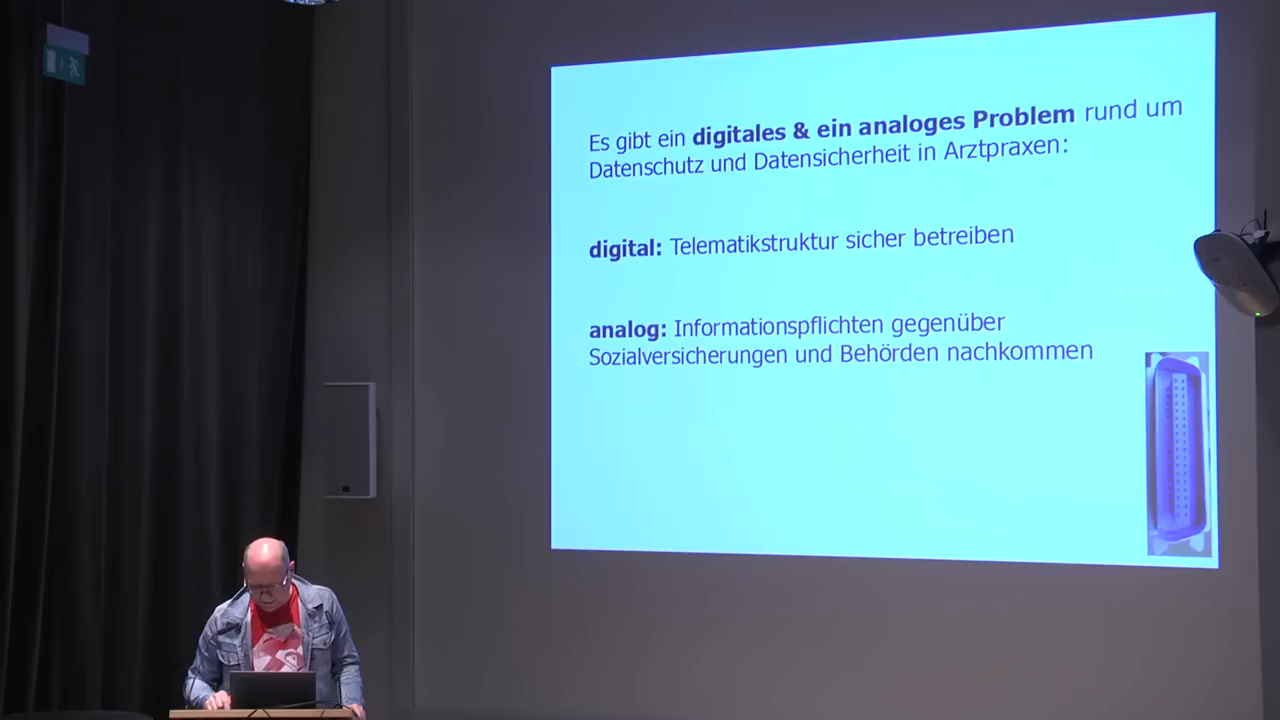 Es gibt ein digitales & ein analoges Problem rund um
Datenschutz und Datensicherheit in Arztpraxen:
digital: Telematikstruktur sicher betreiben
analog: Informationspflichten gegenüber
Sozialversicherungen und Behörden nachkommen